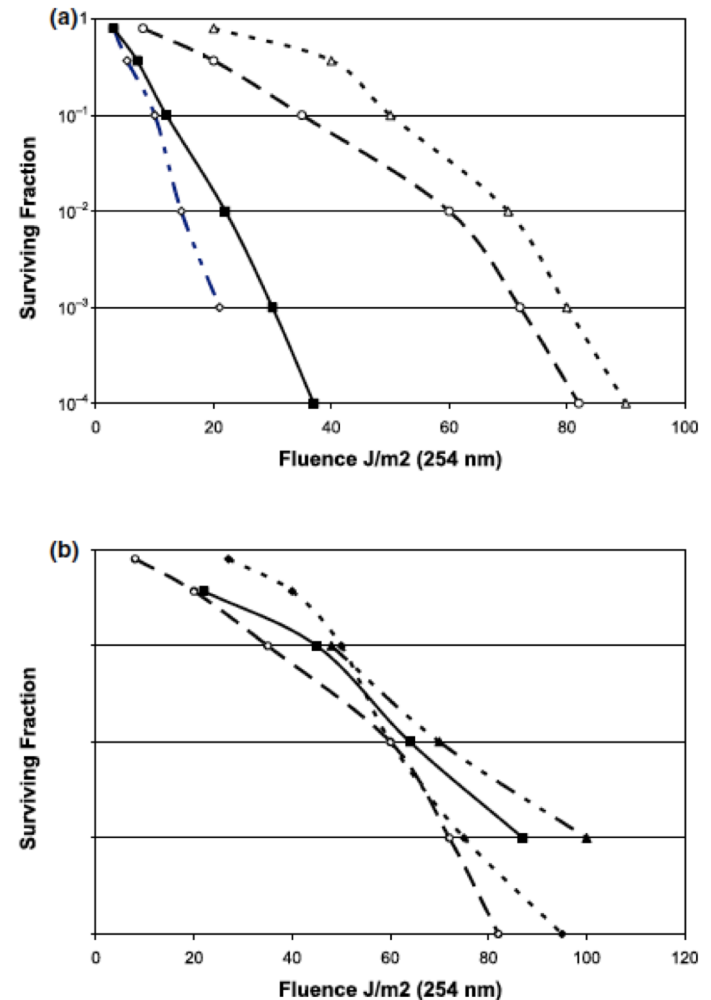 (a)
1
10⁻¹
10⁻²
10⁻³
10⁻⁴
Surviving Fraction
0 20 40 60 80 100
Fluence J/m2 (254 nm)
(b)
Surviving Fraction
0 20 40 60 80 100 120
Fluence J/m2 (254 nm)